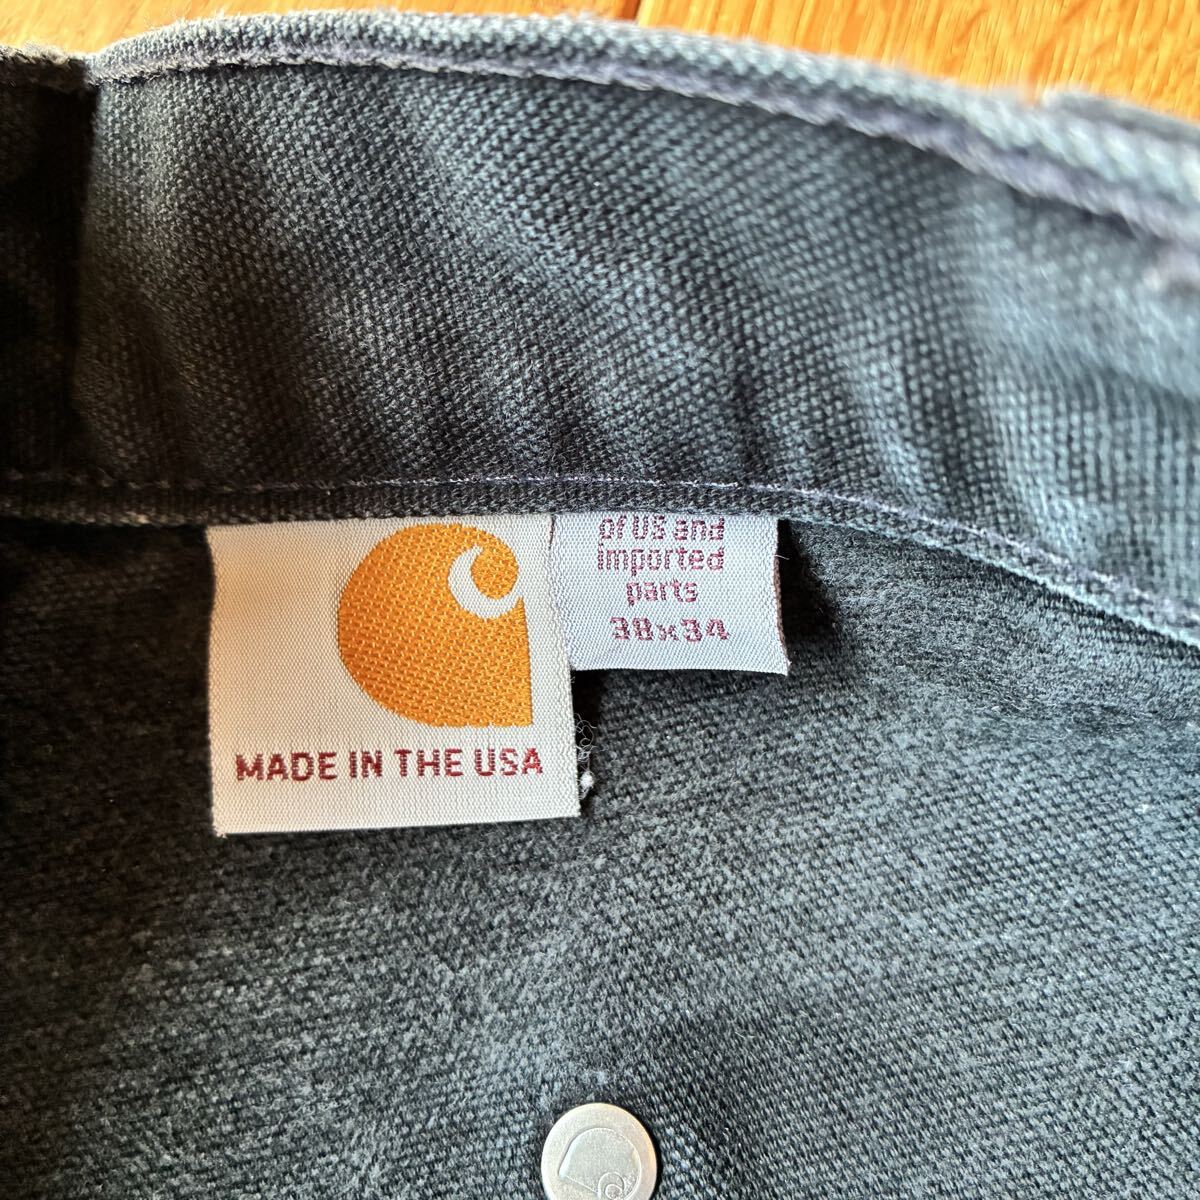 MADE IN THE USA
of US and
imported
parts
38x34